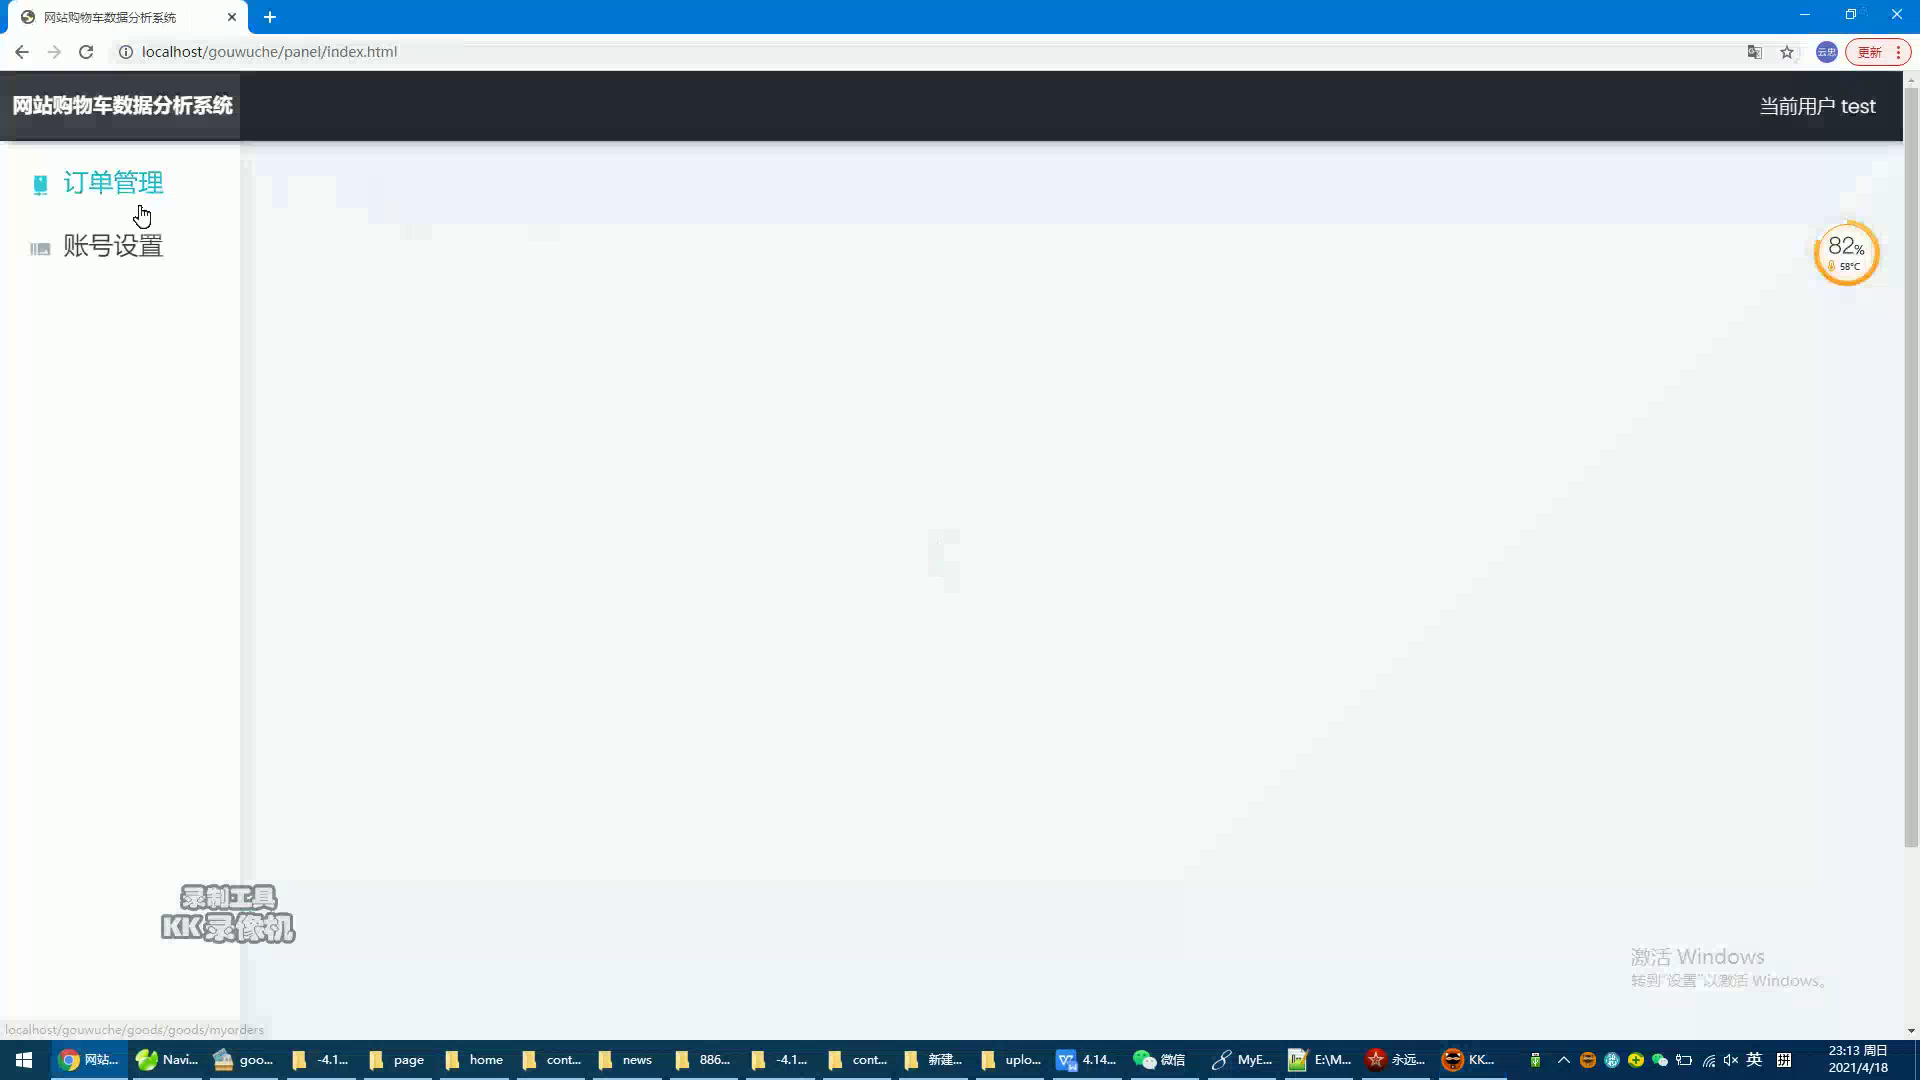 网站购物车数据分析系统
localhost/gouwuche/panel/index.html
云忠
更新
网站购物车数据分析系统
当前用户 test
订单管理
账号设置
82%
58°C
录制工具
KK录像机
激活 Windows
转到"设置"以激活 Windows。
localhost/gouwuche/goods/goods/myorders
网站...
Navi...
goo...
-4.1...
page
home
cont...
news
886...
-4.1...
cont...
新建...
uplo...
4.14...
微信
MyE...
E:\M...
永远...
KK...
英
拼
23:13 周日
2021/4/18